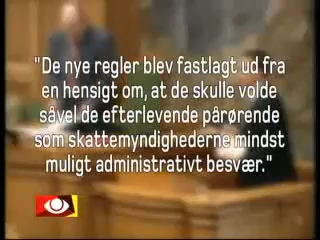 "De nye regler blev fastlagt ud fra
en hensigt om, at de skulle volde
såvel de efterlevende pårørende
som skattemyndighederne mindst
muligt administrativt besvær."